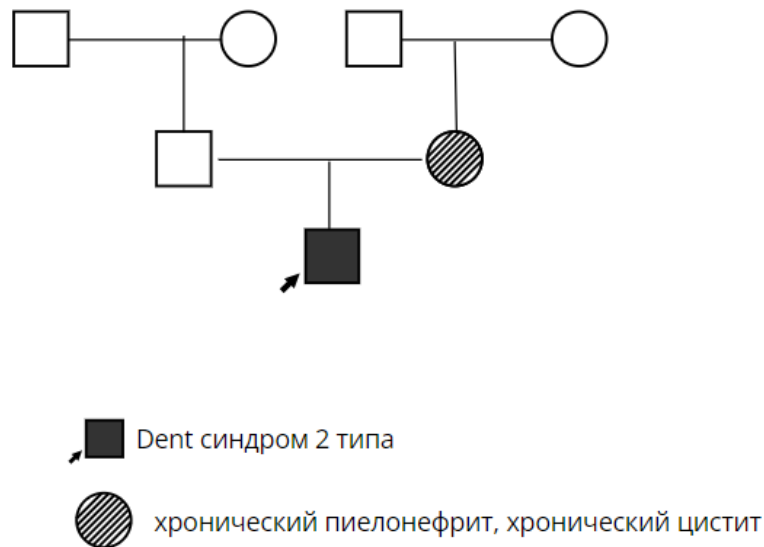 Dent синдром 2 типа
хронический пиелонефрит, хронический цистит